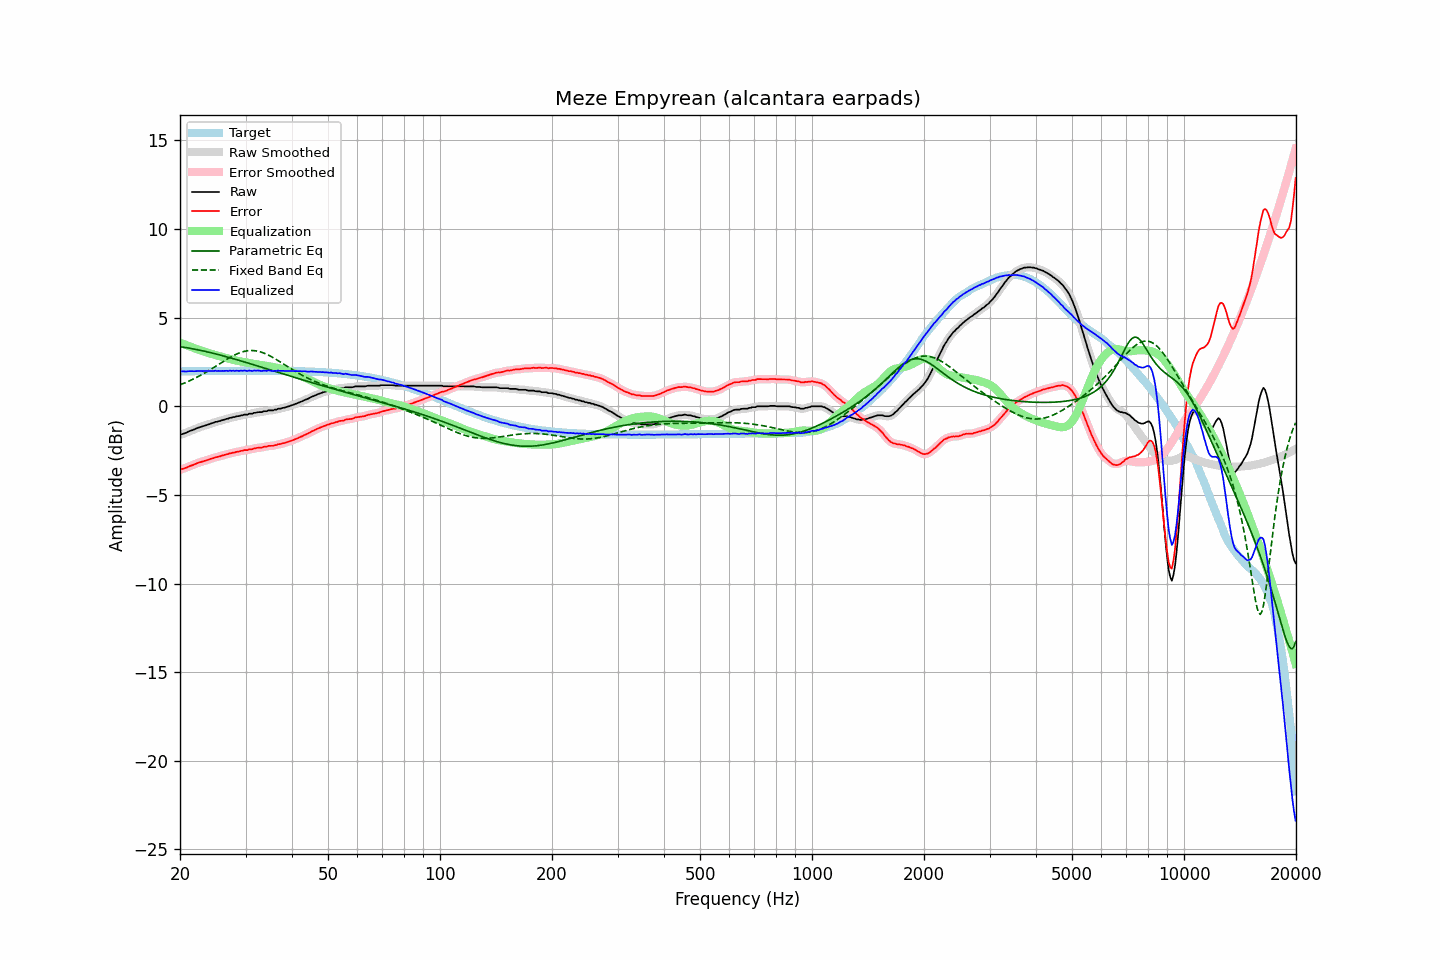 Meze Empyrean (alcantara earpads)
Target
Raw Smoothed
Error Smoothed
Raw
Error
Equalization
Parametric Eq
Fixed Band Eq
Equalized
15
10
5
0
−5
−10
−15
−20
−25
Amplitude (dBr)
20 50 100 200 500 1000 2000 5000 10000 20000
Frequency (Hz)